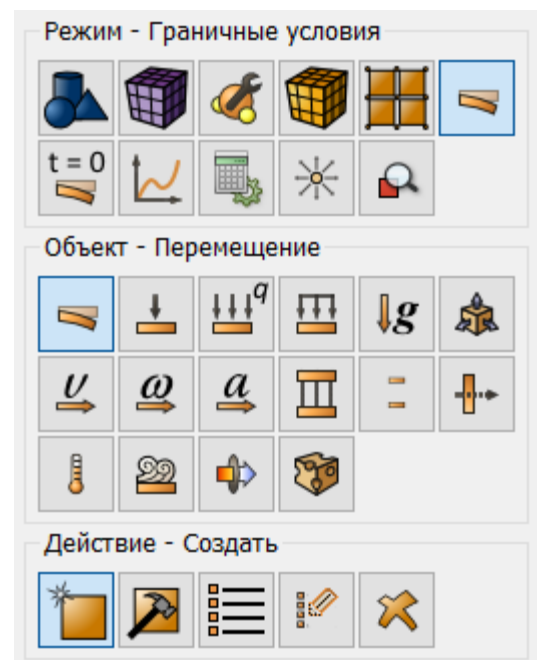 Режим - Граничные условия
t = 0
Объект - Перемещение
q
g
υ ω a
Действие - Создать